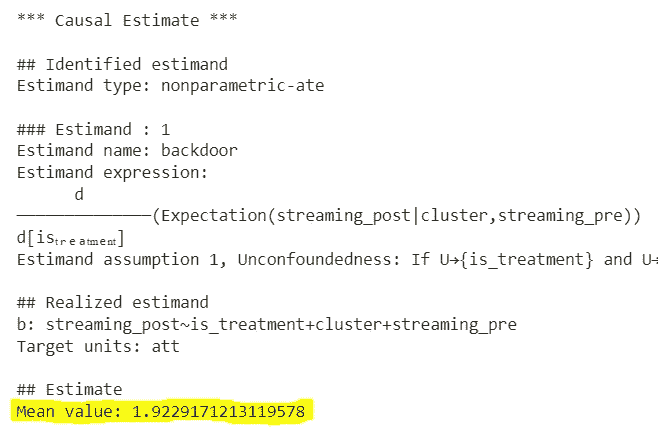 *** Causal Estimate ***
## Identified estimand
Estimand type: nonparametric-ate
### Estimand : 1
Estimand name: backdoor
Estimand expression:
d
──────────────(Expectation(streaming_post|cluster,streaming_pre))
d[isₜᵣₑₐₜₘₑₙₜ]
Estimand assumption 1, Unconfoundedness: If U→{is_treatment} and U→
## Realized estimand
b: streaming_post~is_treatment+cluster+streaming_pre
Target units: att
## Estimate
Mean value: 1.9229171213119578